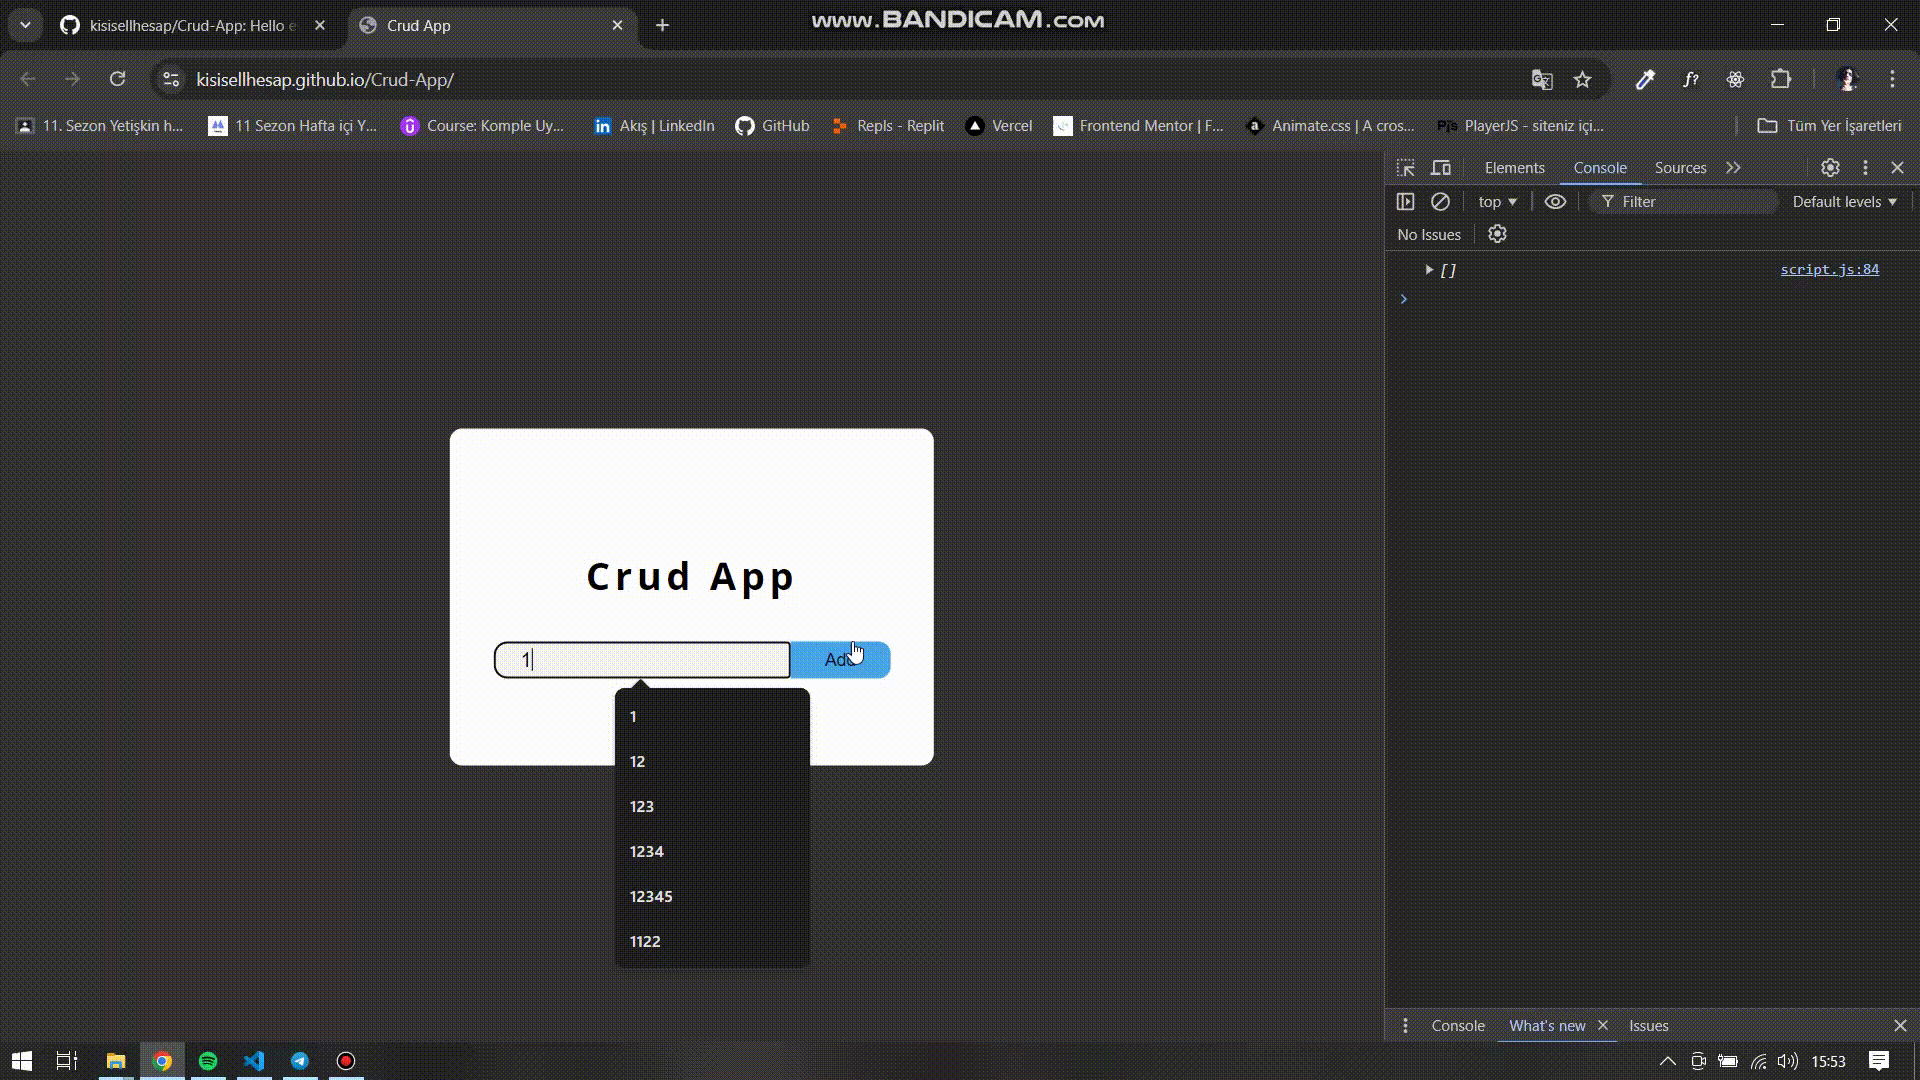 kisisellhesap/Crud-App: Hello e
Crud App
www.BANDICAM.com
kisisellhesap.github.io/Crud-App/
f?
11. Sezon Yetişkin h...
11 Sezon Hafta içi Y...
Course: Komple Uy...
Akış | LinkedIn
GitHub
Repls - Replit
Vercel
Frontend Mentor | F...
Animate.css | A cros...
PlayerJS - siteniz içi...
Tüm Yer İşaretleri
Elements
Console
Sources
top
Filter
Default levels
No Issues
[]
script.js:84
Crud App
1
Add
1
12
123
1234
12345
1122
Console
What's new
Issues
15:53